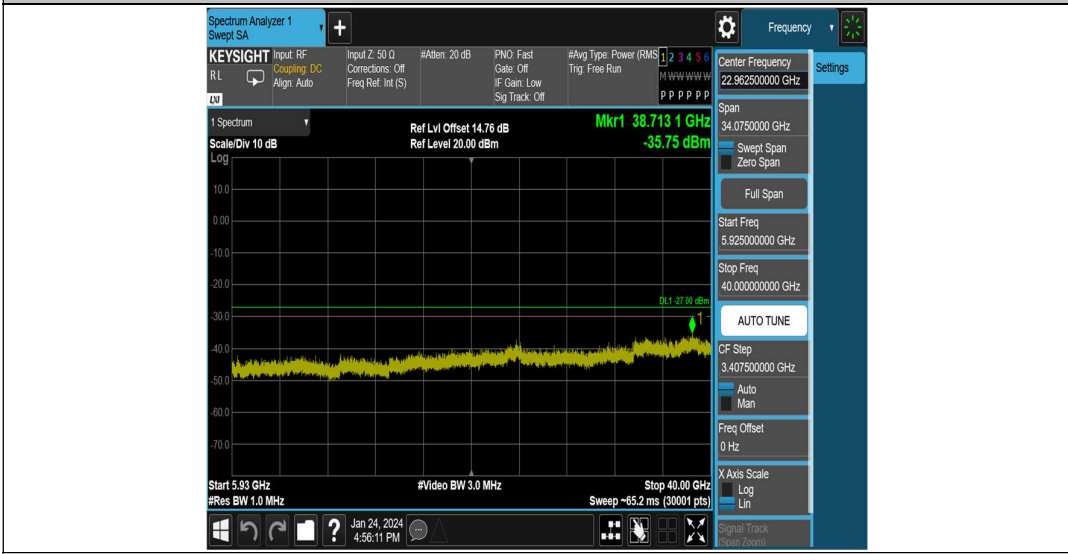 Spectrum Analyzer 1
Swept SA
+
Frequency
KEYSIGHT
RL
LXI
Input: RF
Coupling: DC
Align: Auto
Input Z: 50 Ω
Corrections: Off
Freq Ref: Int (S)
#Atten: 20 dB
PNO: Fast
Gate: Off
IF Gain: Low
Sig Track: Off
#Avg Type: Power (RMS
Trig: Free Run
1 2 3 4 5 6
M W W W W W
P P P P P P
1 Spectrum
Scale/Div 10 dB
Log
Ref Lvl Offset 14.76 dB
Ref Level 20.00 dBm
Mkr1 38.713 1 GHz
-35.75 dBm
10.0
0.00
-10.0
-20.0
DL1 -27.00 dBm
-30.0
1
-40.0
-50.0
-60.0
-70.0
Start 5.93 GHz
#Res BW 1.0 MHz
#Video BW 3.0 MHz
Stop 40.00 GHz
Sweep ~65.2 ms (30001 pts)
?
Jan 24, 2024
4:56:11 PM
Center Frequency
22.962500000 GHz
Settings
Span
34.0750000 GHz
Swept Span
Zero Span
Full Span
Start Freq
5.925000000 GHz
Stop Freq
40.000000000 GHz
AUTO TUNE
CF Step
3.407500000 GHz
Auto
Man
Freq Offset
0 Hz
X Axis Scale
Log
Lin
Signal Track
(Span Zoom)